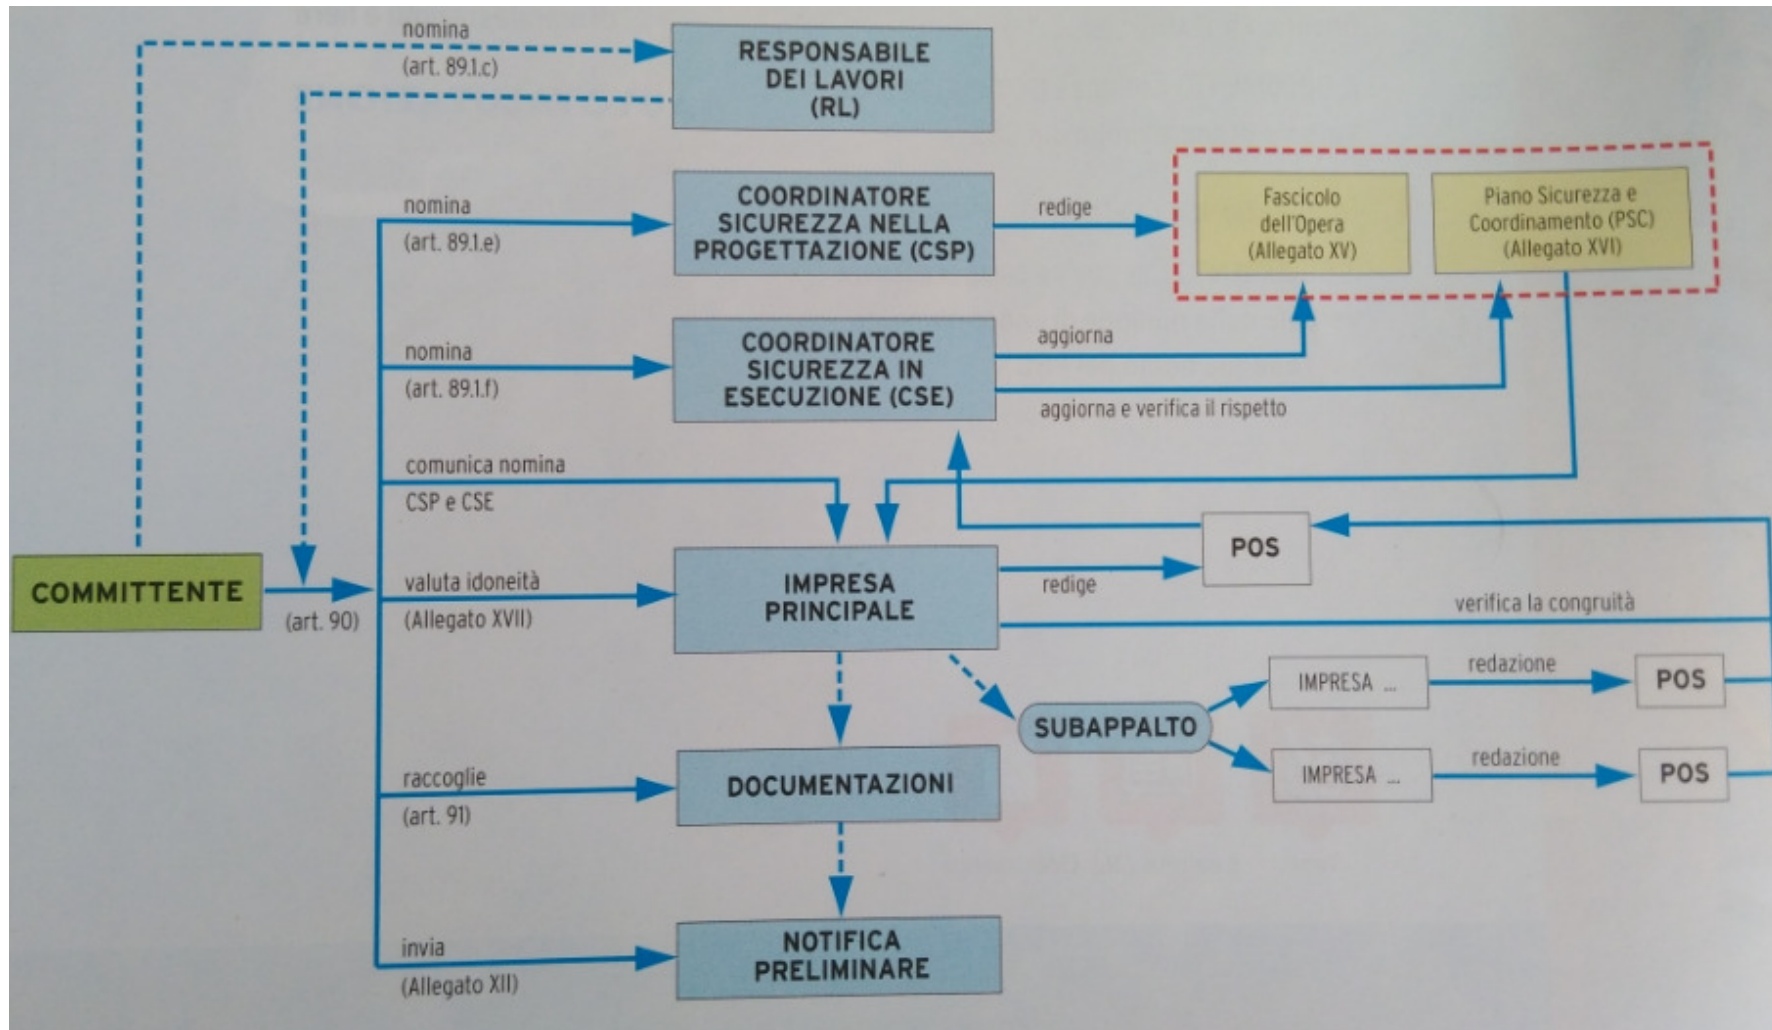 nomina
(art. 89.1.c)
RESPONSABILE
DEI LAVORI
(RL)
nomina
(art. 89.1.e)
COORDINATORE
SICUREZZA NELLA
PROGETTAZIONE (CSP)
redige
Fascicolo
dell'Opera
(Allegato XV)
Piano Sicurezza e
Coordinamento (PSC)
(Allegato XVI)
nomina
(art. 89.1.f)
COORDINATORE
SICUREZZA IN
ESECUZIONE (CSE)
aggiorna
aggiorna e verifica il rispetto
comunica nomina
CSP e CSE
COMMITTENTE
(art. 90)
valuta idoneità
(Allegato XVII)
IMPRESA
PRINCIPALE
redige
POS
verifica la congruità
SUBAPPALTO
IMPRESA ...
redazione
POS
IMPRESA ...
redazione
POS
raccoglie
(art. 91)
DOCUMENTAZIONI
invia
(Allegato XII)
NOTIFICA
PRELIMINARE